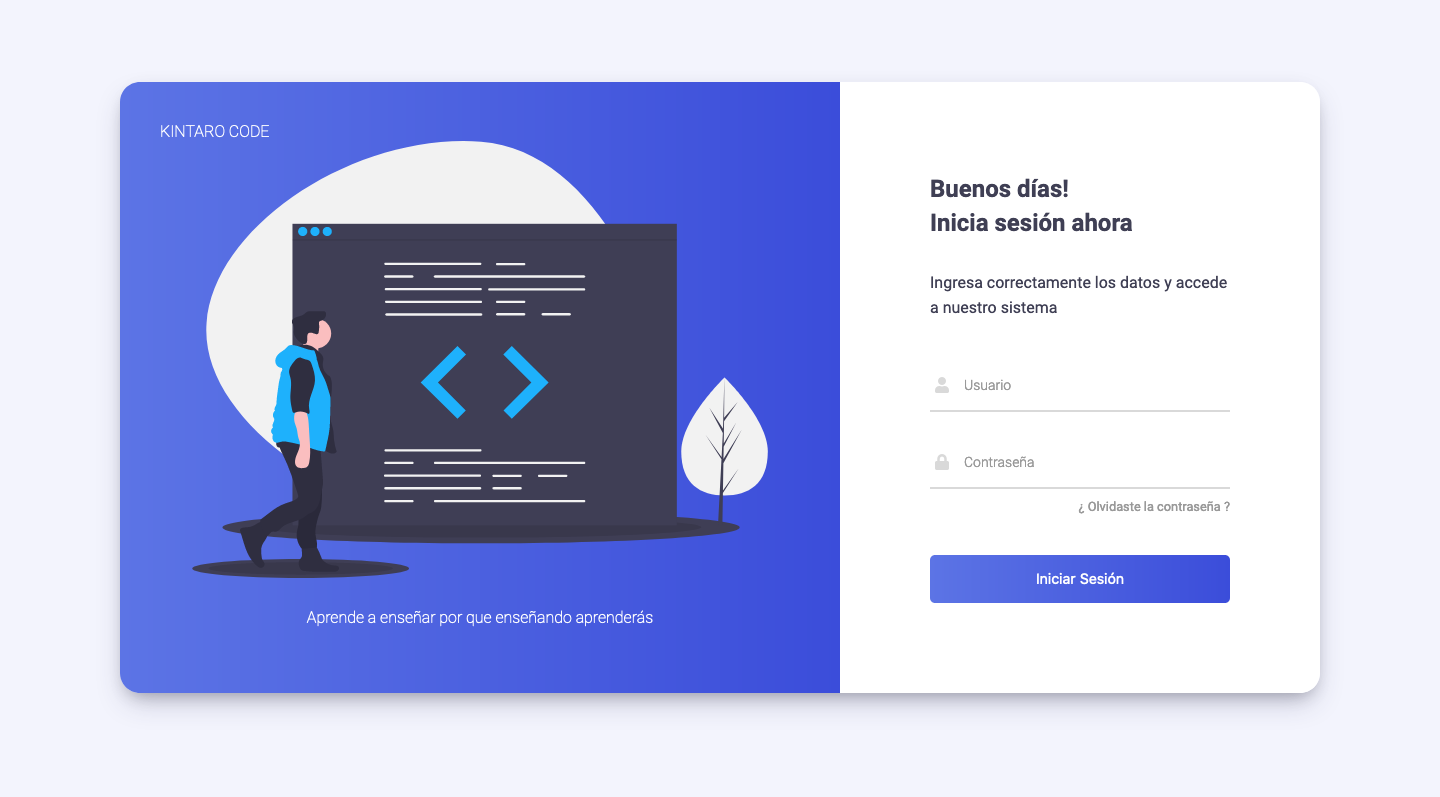 KINTARO CODE
Aprende a enseñar por que enseñando aprenderás
Buenos días!
Inicia sesión ahora
Ingresa correctamente los datos y accede
a nuestro sistema
Usuario
Contraseña
¿ Olvidaste la contraseña ?
Iniciar Sesión